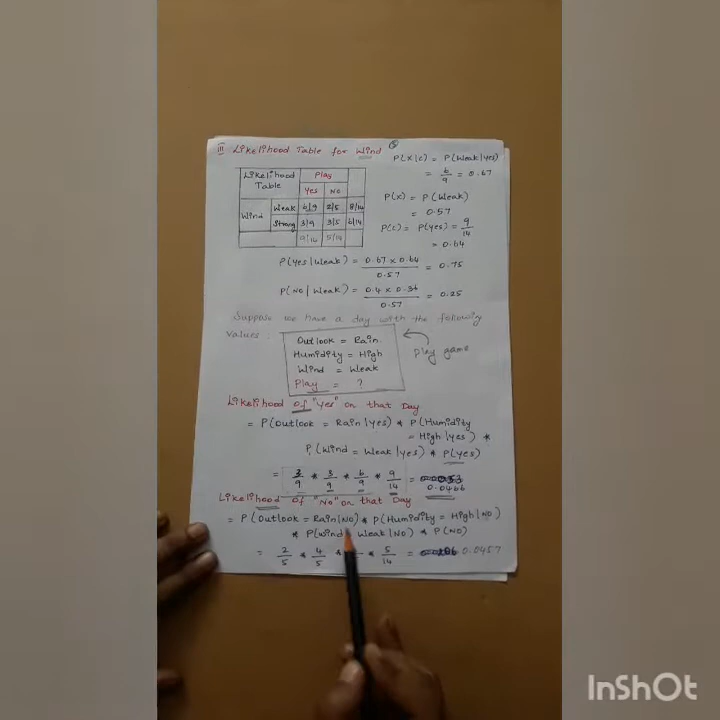 III Likelihood Table for Wind
P(X|C) = P(Weak|Yes)
= 6/9 = 0.67
Likelihood Table Play
Yes No
Wind Weak 6/9 2/5 8/14
Strong 3/9 3/5 6/14
9/14 5/14
P(X) = P(Weak)
= 0.57
P(C) = P(Yes) = 9/14
= 0.64
P(Yes|Weak) = 0.67 x 0.64 / 0.57 = 0.75
P(No|Weak) = 0.4 x 0.36 / 0.57 = 0.25
Suppose we have a day with the following
Values :
Outlook = Rain
Humidity = High
Wind = Weak
Play = ?
Play game
Likelihood of "Yes" on that Day
= P(Outlook = Rain|Yes) * P(Humidity
= High|Yes) *
P(Wind = Weak|Yes) * P(Yes)
= 3/9 * 3/9 * 6/9 * 9/14 = 0.0466
Likelihood of "No" on that Day
= P(Outlook = Rain|No) * P(Humidity = High|No)
* P(Wind = Weak|No) * P(No)
= 2/5 * 4/5 * * 5/14 = 0.0457
InShOt